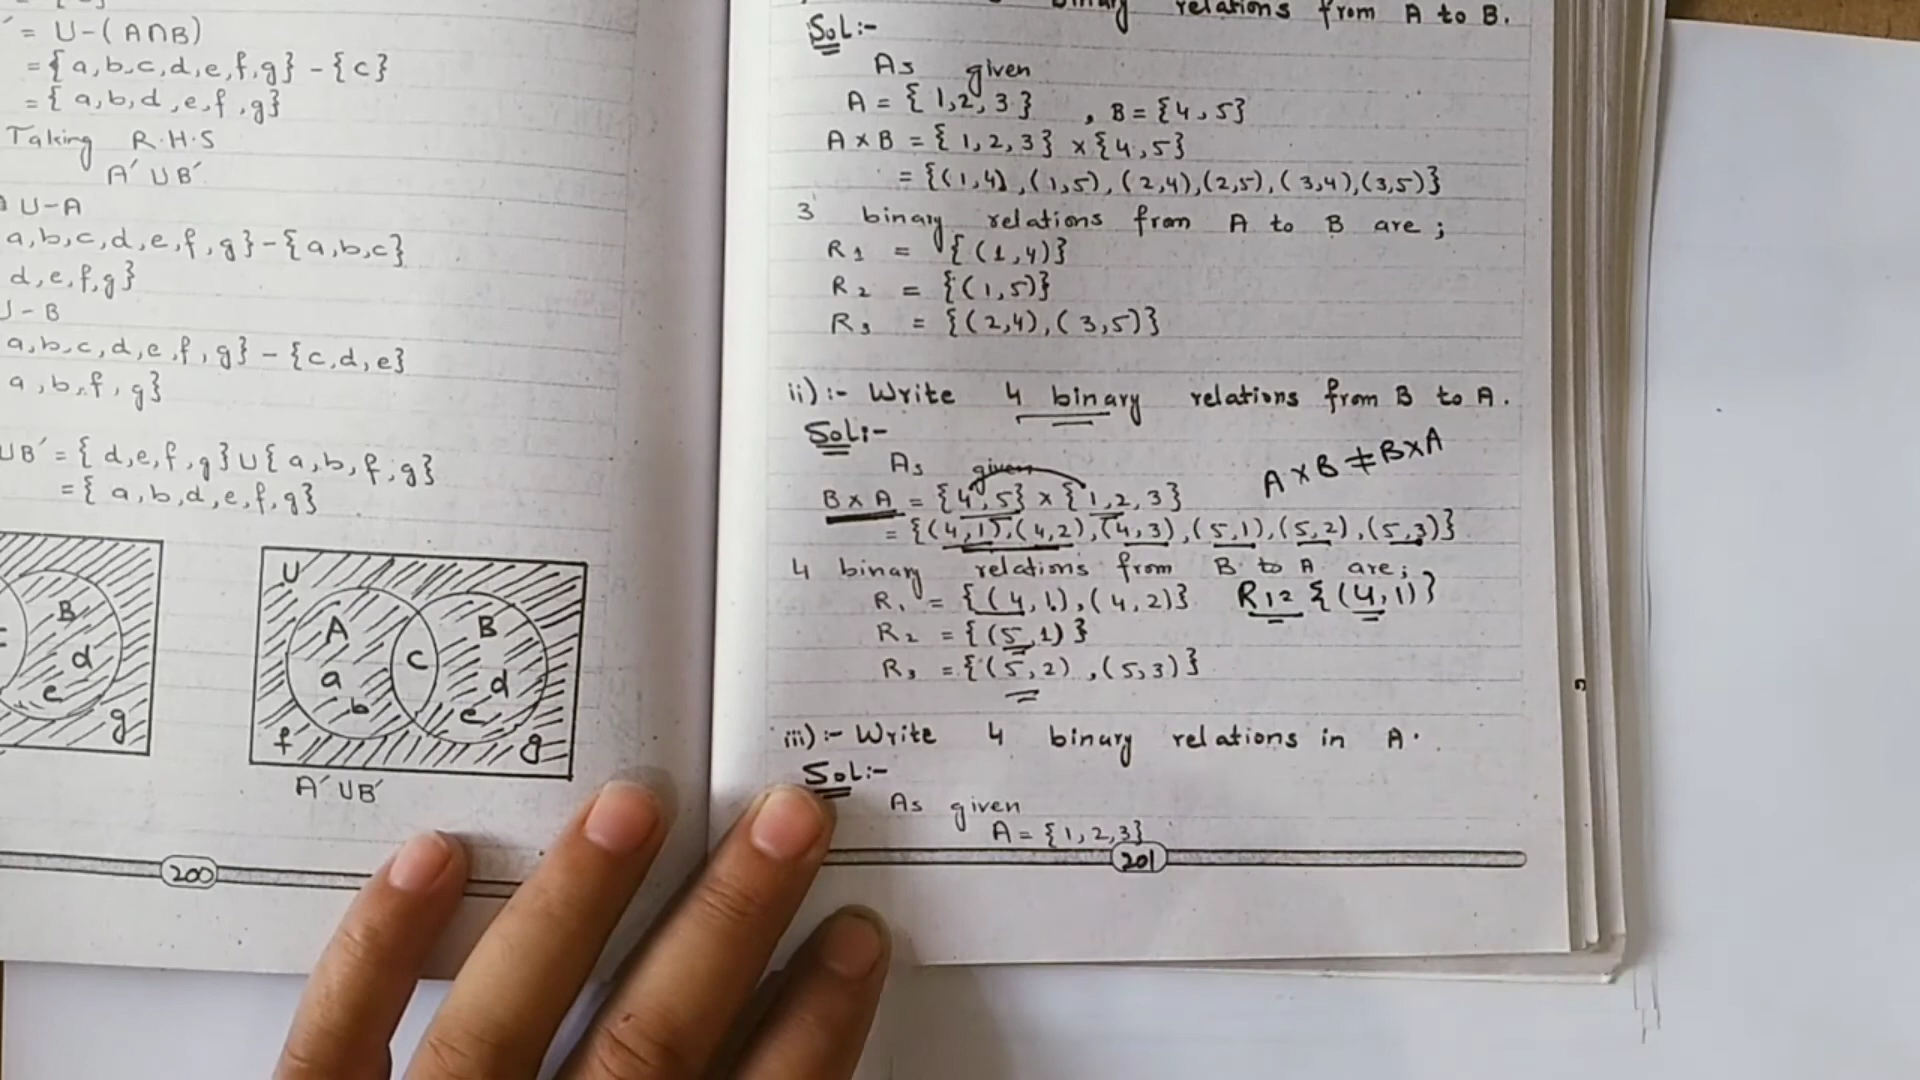 ′ = U-(A∩B)
={a,b,c,d,e,f,g}-{c}
={a,b,d,e,f,g}
Taking R.H.S
A′∪B′
U-A
a,b,c,d,e,f,g}-{a,b,c}
d,e,f,g}
U-B
a,b,c,d,e,f,g}-{c,d,e}
a,b,f,g}
∪B′={d,e,f,g}∪{a,b,f,g}
={a,b,d,e,f,g}
B
d
e
g
U
A
B
c
a
d
b
e
f
g
A′∪B′
200
binary relations from A to B.
Sol:-
As given
A={1,2,3}, B={4,5}
A×B={1,2,3}×{4,5}
={(1,4),(1,5),(2,4),(2,5),(3,4),(3,5)}
3 binary relations from A to B are;
R1 = {(1,4)}
R2 = {(1,5)}
R3 = {(2,4),(3,5)}
ii):- Write 4 binary relations from B to A.
Sol:-
As given
A×B≠B×A
B×A={4,5}×{1,2,3}
={(4,1),(4,2),(4,3),(5,1),(5,2),(5,3)}
4 binary relations from B to A are;
R1 = {(4,1),(4,2)} R1={(4,1)}
R2 = {(5,1)}
R3 = {(5,2),(5,3)}
iii):- Write 4 binary relations in A.
Sol:-
As given
A={1,2,3}
201